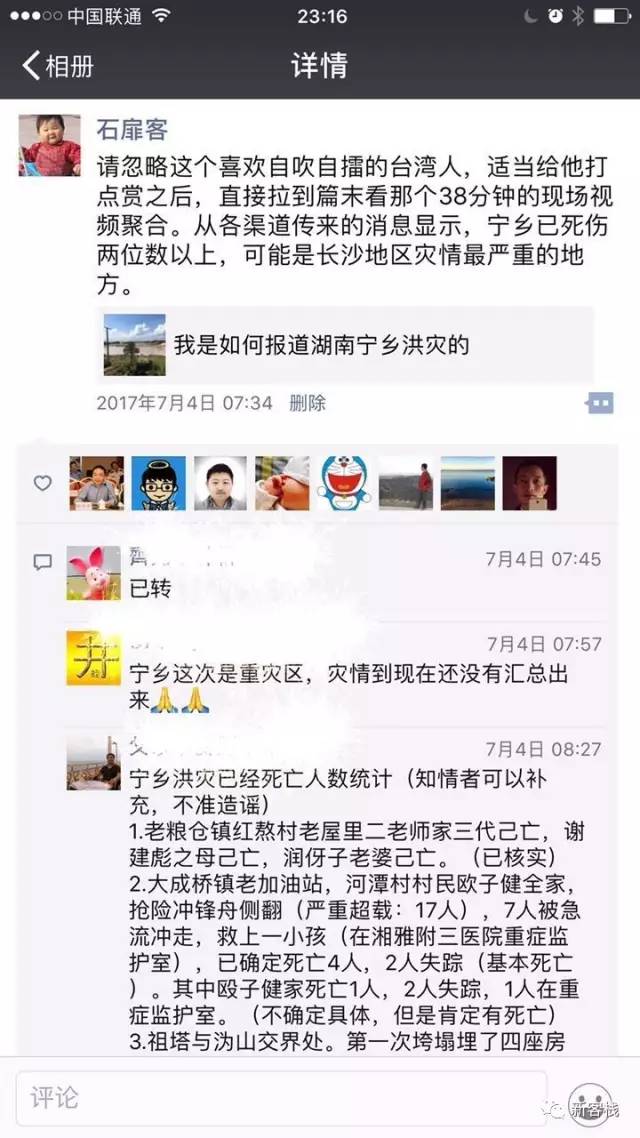 中国联通
23:16
相册
详情
石扉客
请忽略这个喜欢自吹自擂的台湾人，适当给他打
点赏之后，直接拉到篇末看那个38分钟的现场视
频聚合。从各渠道传来的消息显示，宁乡已死伤
两位数以上，可能是长沙地区灾情最严重的地
方。
我是如何报道湖南宁乡洪灾的
2017年7月4日 07:34 删除
7月4日 07:45
已转
7月4日 07:57
宁乡这次是重灾区，灾情到现在还没有汇总出
来🙏🙏
7月4日 08:27
宁乡洪灾已经死亡人数统计（知情者可以补
充，不准造谣）
1.老粮仓镇红熬村老屋里二老师家三代己亡，谢
建彪之母己亡，润伢子老婆己亡。（已核实）
2.大成桥镇老加油站，河潭村村民欧子健全家，
抢险冲锋舟侧翻（严重超载：17人），7人被急
流冲走，救上一小孩（在湘雅附三医院重症监
护室），已确定死亡4人，2人失踪（基本死亡
）。其中殴子健家死亡1人，2人失踪，1人在重
症监护室。（不确定具体，但是肯定有死亡）
3.祖塔与沩山交界处。第一次垮塌埋了四座房
评论
新客栈